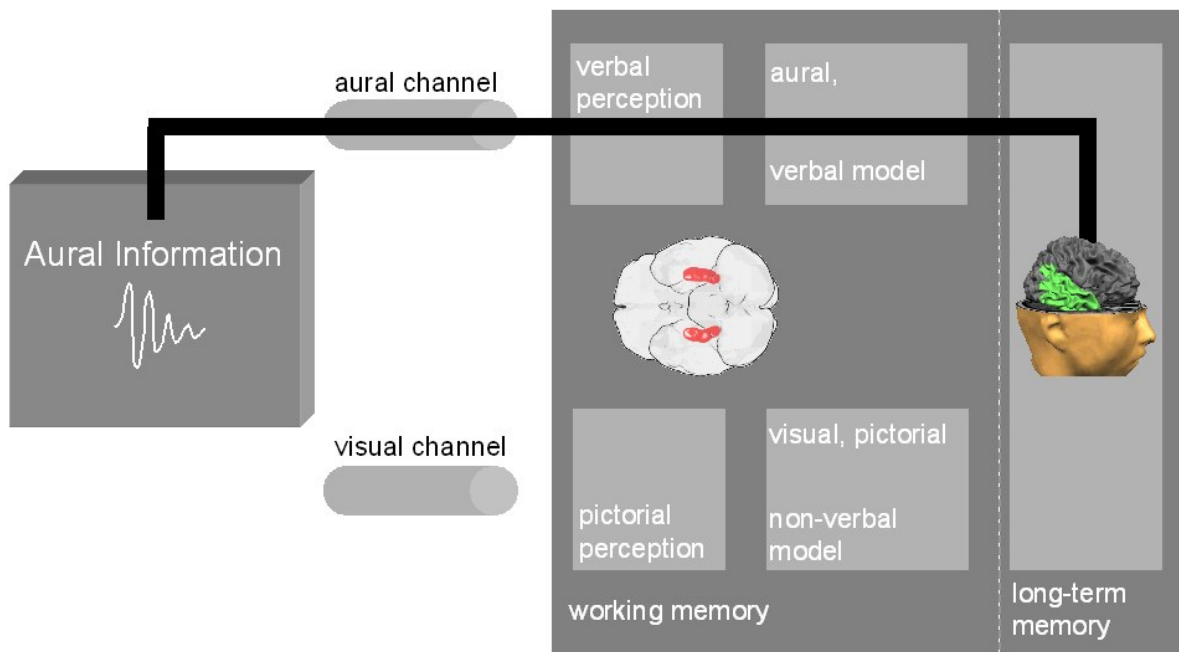 aural channel
verbal
perception
aural,
verbal model
Aural Information
visual channel
pictorial
perception
visual, pictorial
non-verbal
model
working memory
long-term
memory